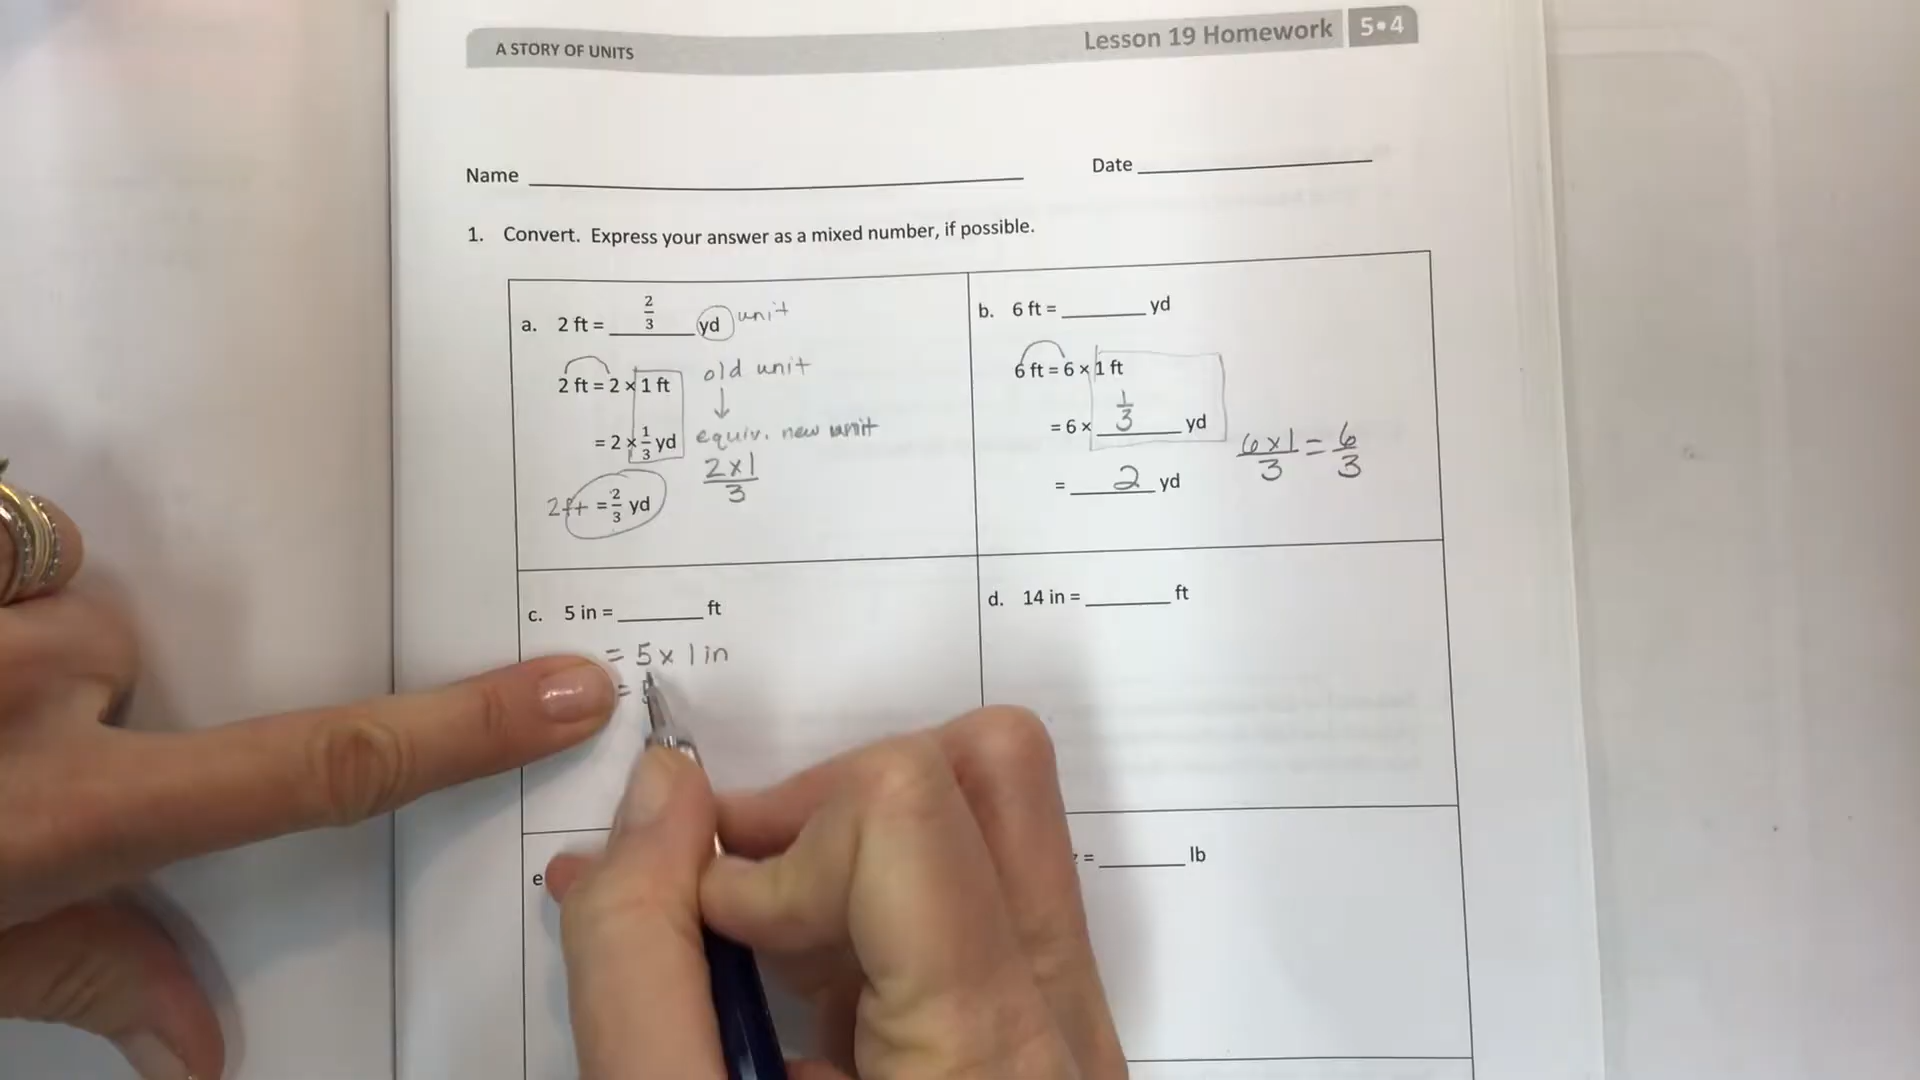 A STORY OF UNITS
Lesson 19 Homework 5•4
Name
Date
1. Convert. Express your answer as a mixed number, if possible.
a. 2 ft = 2/3 yd unit
2 ft = 2 × 1 ft old unit
↓
= 2 × 1/3 yd equiv. new unit
2×1/3
2ft = 2/3 yd
b. 6 ft = ______ yd
6 ft = 6 × 1 ft
= 6 × 1/3 yd
6×1/3 = 6/3
= 2 yd
c. 5 in = ______ ft
= 5 × 1 in
=
d. 14 in = ______ ft
e
= ______ lb